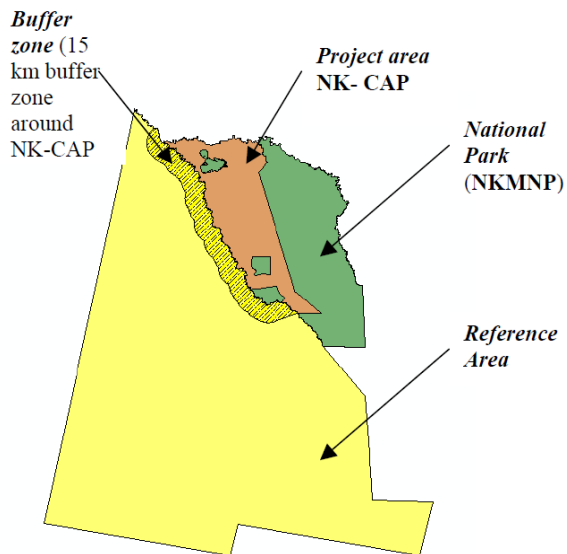 Buffer
zone (15
km buffer
zone
around
NK-CAP
Project area
NK- CAP
National
Park
(NKMNP)
Reference
Area